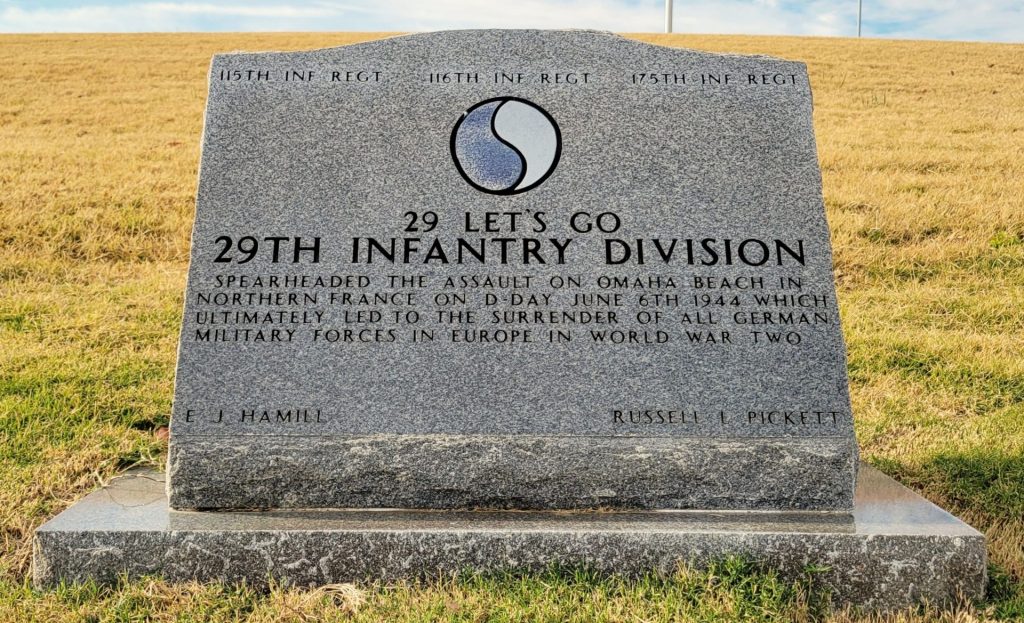 115TH INF REGT 116TH INF REGT 175TH INF REGT
29 LET'S GO
29TH INFANTRY DIVISION
SPEARHEADED THE ASSAULT ON OMAHA BEACH IN
NORTHERN FRANCE ON D-DAY JUNE 6TH 1944 WHICH
ULTIMATELY LED TO THE SURRENDER OF ALL GERMAN
MILITARY FORCES IN EUROPE IN WORLD WAR TWO
E J HAMILL RUSSELL L PICKETT